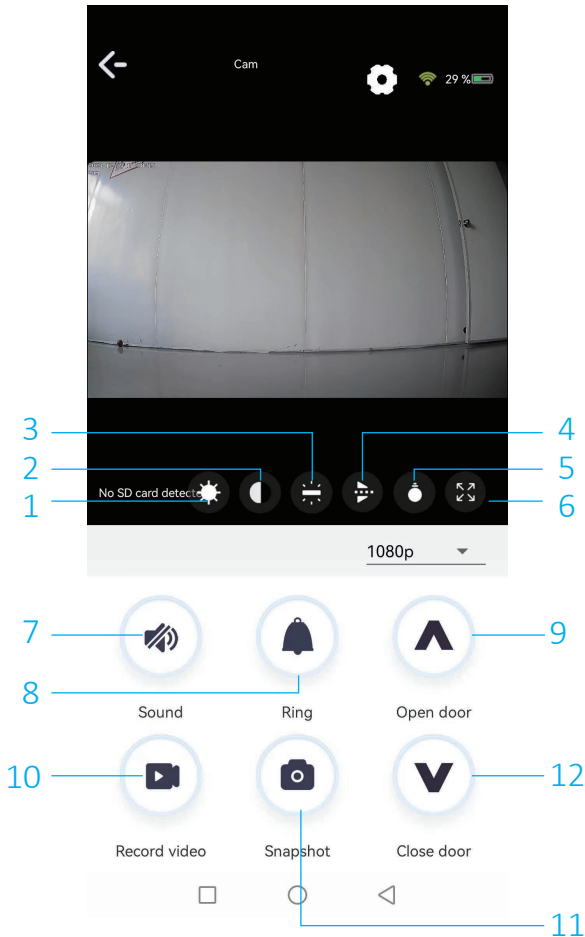 Cam
29 %
3
4
2
5
No SD card detecte
1
6
1080p
7
9
8
Sound
Ring
Open door
10
12
Record video
Snapshot
Close door
11